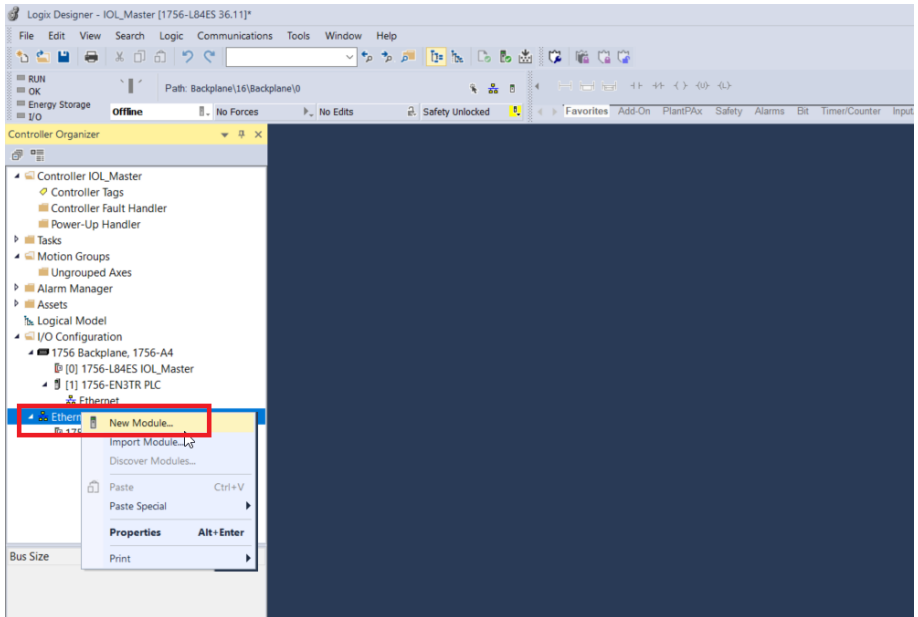 Logix Designer - IOL_Master [1756-L84ES 36.11]*
File Edit View Search Logic Communications Tools Window Help
RUN
OK
Energy Storage
I/O
Path: Backplane\16\Backplane\0
Offline No Forces No Edits Safety Unlocked
Favorites Add-On PlantPAx Safety Alarms Bit Timer/Counter Input
Controller Organizer
Controller IOL_Master
Controller Tags
Controller Fault Handler
Power-Up Handler
Tasks
Motion Groups
Ungrouped Axes
Alarm Manager
Assets
Logical Model
I/O Configuration
1756 Backplane, 1756-A4
[0] 1756-L84ES IOL_Master
[1] 1756-EN3TR PLC
Ethernet
Ethern
New Module...
Import Module...
Discover Modules...
Paste Ctrl+V
Paste Special
Properties Alt+Enter
Print
Bus Size